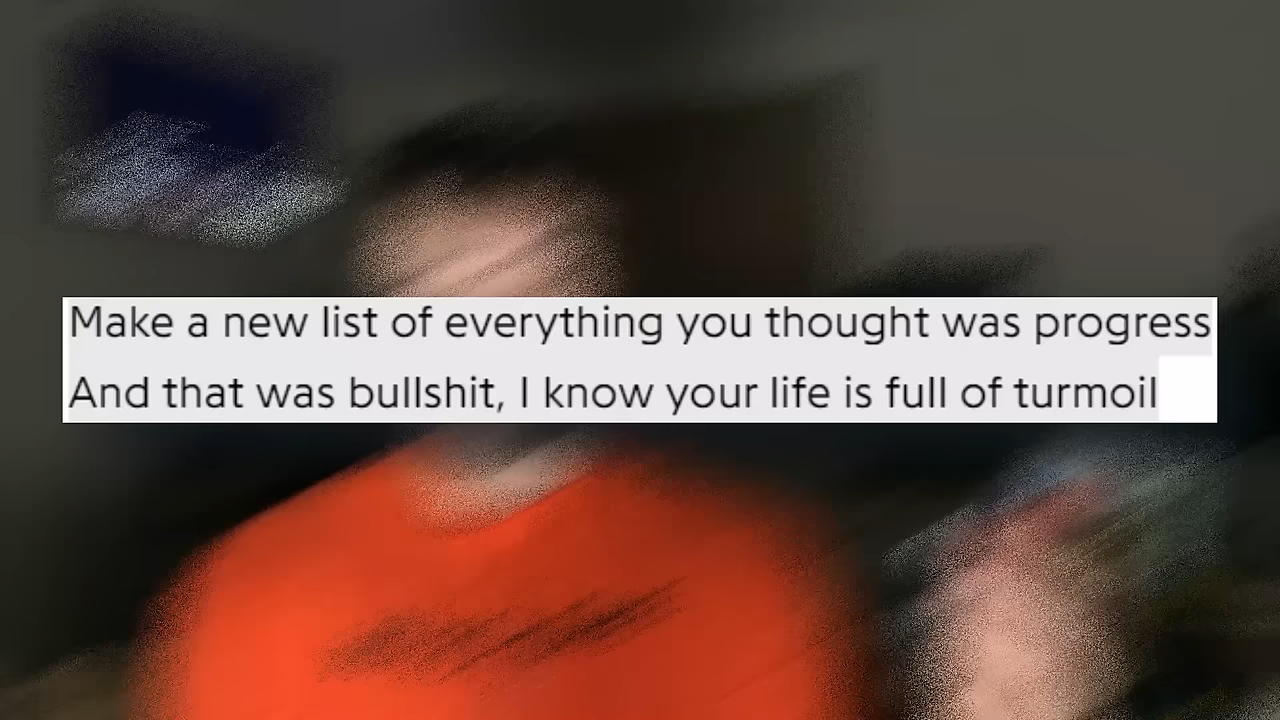 Make a new list of everything you thought was progress
And that was bullshit, I know your life is full of turmoil